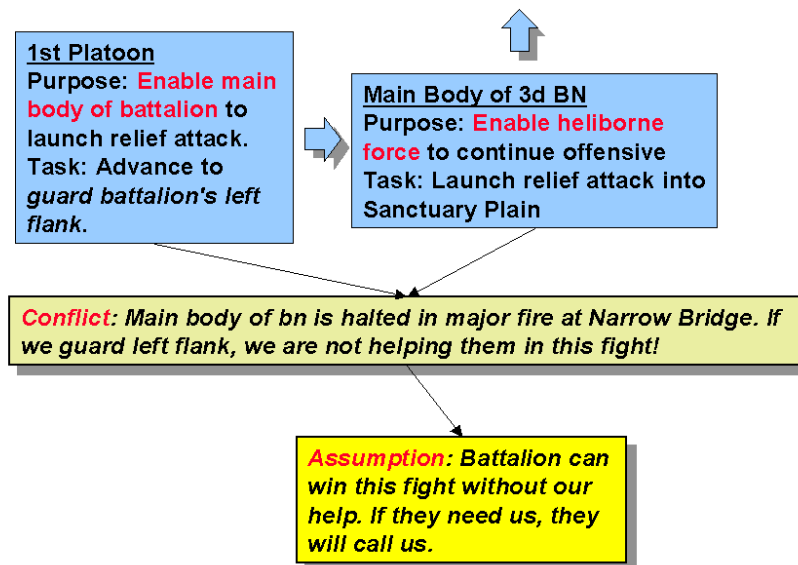 1st Platoon
Purpose: Enable main
body of battalion to
launch relief attack.
Task: Advance to
guard battalion's left
flank.
Main Body of 3d BN
Purpose: Enable heliborne
force to continue offensive
Task: Launch relief attack into
Sanctuary Plain
Conflict: Main body of bn is halted in major fire at Narrow Bridge. If
we guard left flank, we are not helping them in this fight!
Assumption: Battalion can
win this fight without our
help. If they need us, they
will call us.